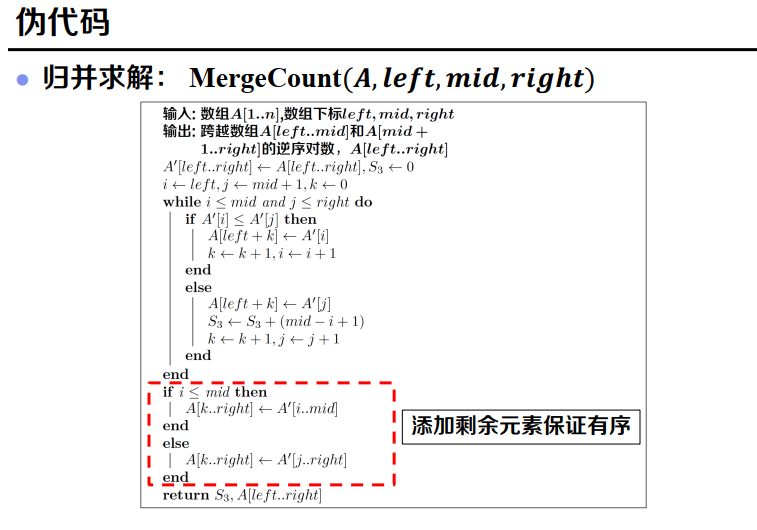 伪代码
归并求解： MergeCount(A, left, mid, right)
输入: 数组A[1..n],数组下标left, mid, right
输出: 跨越数组A[left..mid]和A[mid +
1..right]的逆序对数，A[left..right]
A′[left..right] ← A[left..right], S₃ ← 0
i ← left, j ← mid + 1, k ← 0
while i ≤ mid and j ≤ right do
if A′[i] ≤ A′[j] then
A[left + k] ← A′[i]
k ← k + 1, i ← i + 1
end
else
A[left + k] ← A′[j]
S₃ ← S₃ + (mid − i + 1)
k ← k + 1, j ← j + 1
end
end
if i ≤ mid then
A[k..right] ← A′[i..mid]
end
else
A[k..right] ← A′[j..right]
end
添加剩余元素保证有序
return S₃, A[left..right]